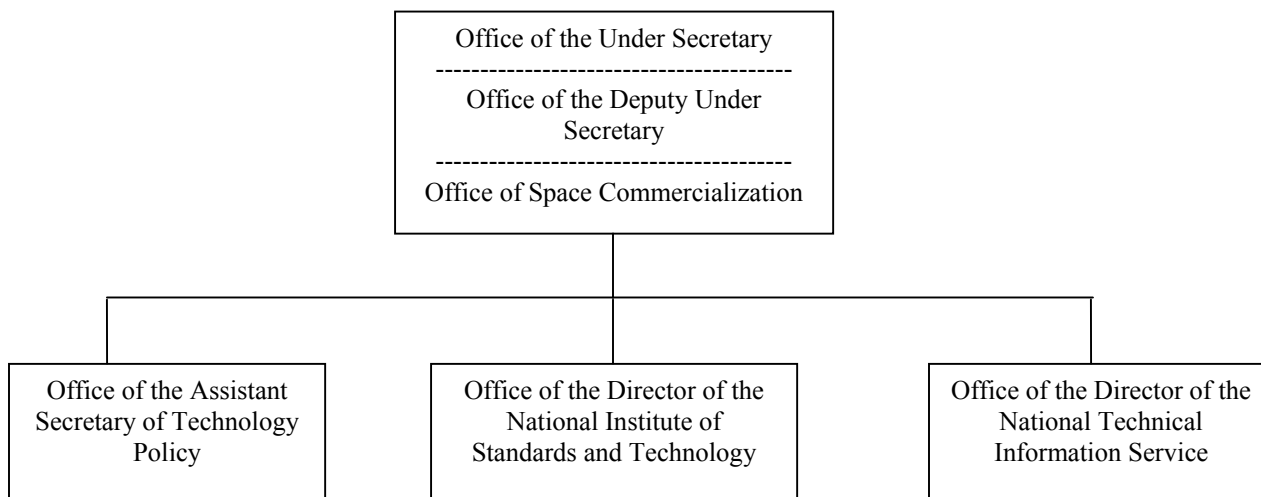 Office of the Under Secretary
----------------------------------------
Office of the Deputy Under
Secretary
----------------------------------------
Office of Space Commercialization
Office of the Assistant
Secretary of Technology
Policy
Office of the Director of the
National Institute of
Standards and Technology
Office of the Director of the
National Technical
Information Service